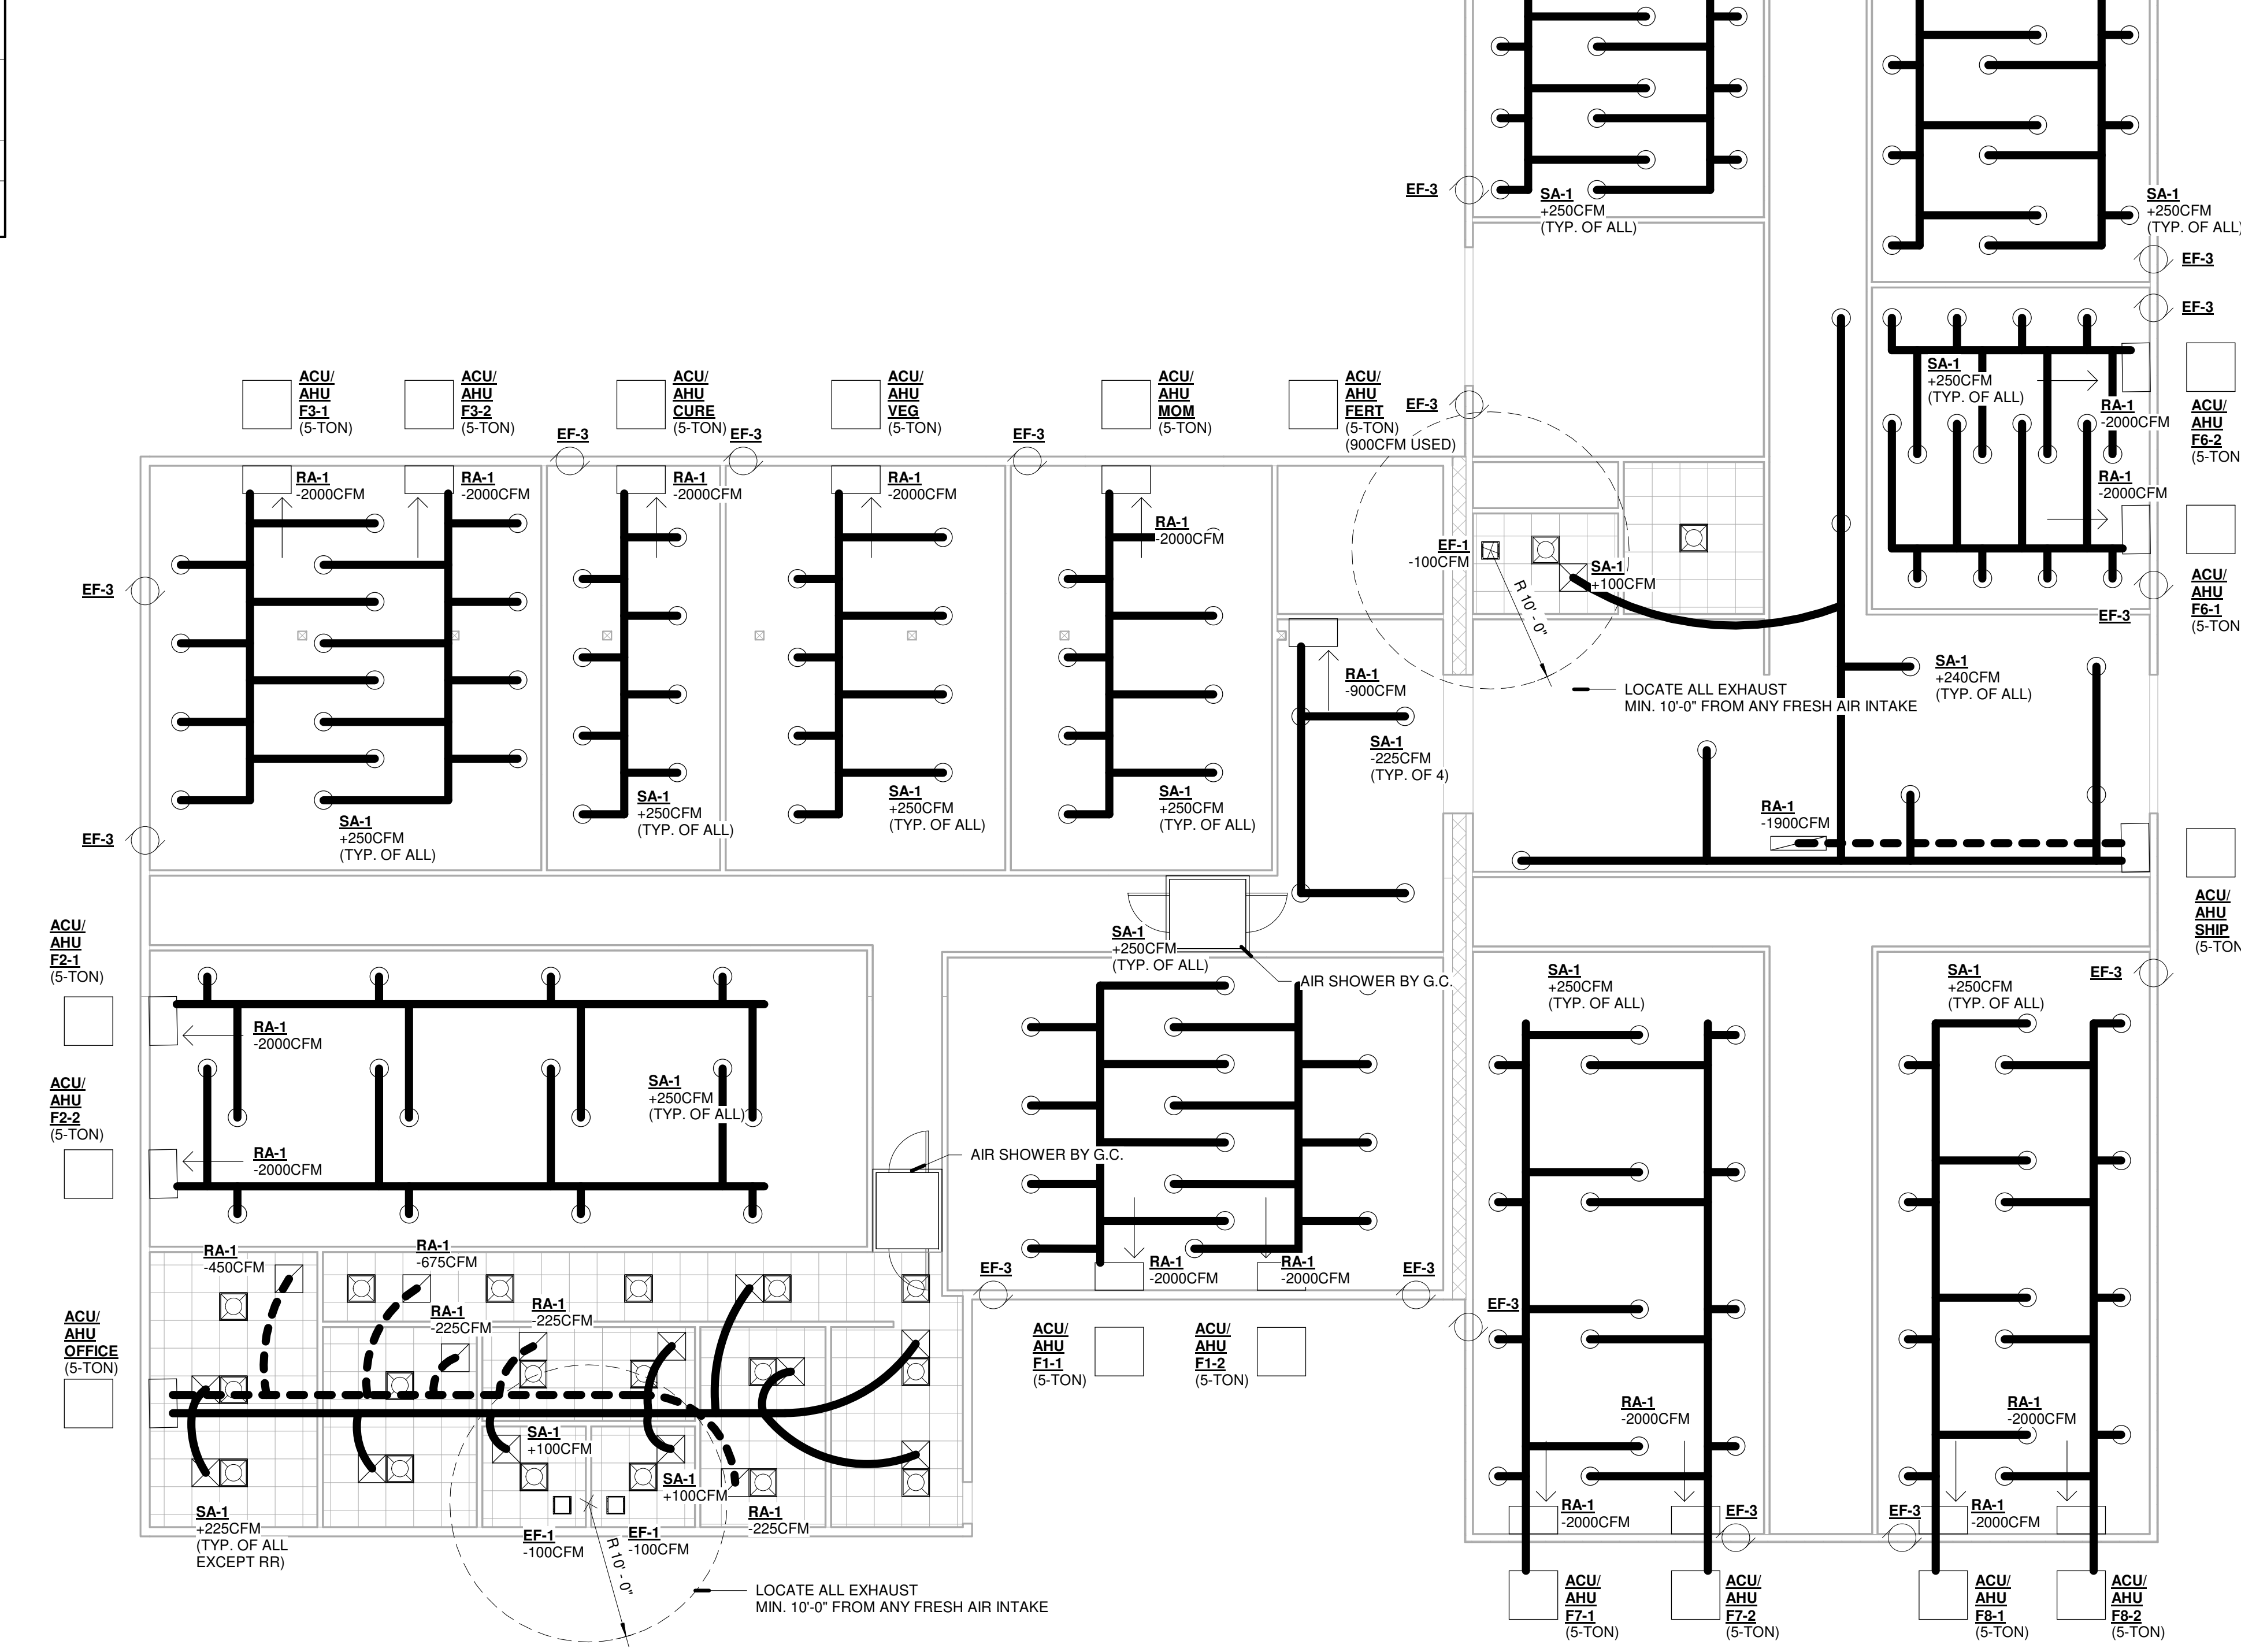 EF-3
SA-1
+250CFM
(TYP. OF ALL)
SA-1
+250CFM
(TYP. OF ALL)
EF-3
EF-3
SA-1
+250CFM
(TYP. OF ALL)
RA-1
-2000CFM
RA-1
-2000CFM
ACU/
AHU
F6-2
(5-TON
ACU/
AHU
F6-1
(5-TON
EF-3
ACU/
AHU
F3-1
(5-TON)
ACU/
AHU
F3-2
(5-TON)
ACU/
AHU
CURE
(5-TON)
ACU/
AHU
VEG
(5-TON)
ACU/
AHU
MOM
(5-TON)
ACU/
AHU
FERT
(5-TON)
(900CFM USED)
EF-3
EF-3
EF-3
EF-3
RA-1
-2000CFM
RA-1
-2000CFM
RA-1
-2000CFM
RA-1
-2000CFM
RA-1
-2000CFM
EF-1
-100CFM
SA-1
+100CFM
R 10' - 0"
EF-3
EF-3
SA-1
+250CFM
(TYP. OF ALL)
SA-1
+250CFM
(TYP. OF ALL)
SA-1
+250CFM
(TYP. OF ALL)
SA-1
+250CFM
(TYP. OF ALL)
RA-1
-900CFM
SA-1
-225CFM
(TYP. OF 4)
LOCATE ALL EXHAUST
MIN. 10'-0" FROM ANY FRESH AIR INTAKE
SA-1
+240CFM
(TYP. OF ALL)
RA-1
-1900CFM
ACU/
AHU
SHIP
(5-TON
ACU/
AHU
F2-1
(5-TON)
ACU/
AHU
F2-2
(5-TON)
RA-1
-2000CFM
RA-1
-2000CFM
SA-1
+250CFM
(TYP. OF ALL)
SA-1
+250CFM
(TYP. OF ALL)
AIR SHOWER BY G.C.
AIR SHOWER BY G.C.
SA-1
+250CFM
(TYP. OF ALL)
SA-1
+250CFM
(TYP. OF ALL)
EF-3
RA-1
-2000CFM
RA-1
-2000CFM
EF-3
EF-3
EF-3
ACU/
AHU
F1-1
(5-TON)
ACU/
AHU
F1-2
(5-TON)
RA-1
-450CFM
RA-1
-675CFM
RA-1
-225CFM
RA-1
-225CFM
ACU/
AHU
OFFICE
(5-TON)
SA-1
+100CFM
SA-1
+100CFM
SA-1
+225CFM
(TYP. OF ALL
EXCEPT RR)
EF-1
-100CFM
EF-1
-100CFM
RA-1
-225CFM
R 10' - 0"
LOCATE ALL EXHAUST
MIN. 10'-0" FROM ANY FRESH AIR INTAKE
RA-1
-2000CFM
RA-1
-2000CFM
RA-1
-2000CFM
RA-1
-2000CFM
EF-3
EF-3
ACU/
AHU
F7-1
(5-TON)
ACU/
AHU
F7-2
(5-TON)
ACU/
AHU
F8-1
(5-TON)
ACU/
AHU
F8-2
(5-TON)